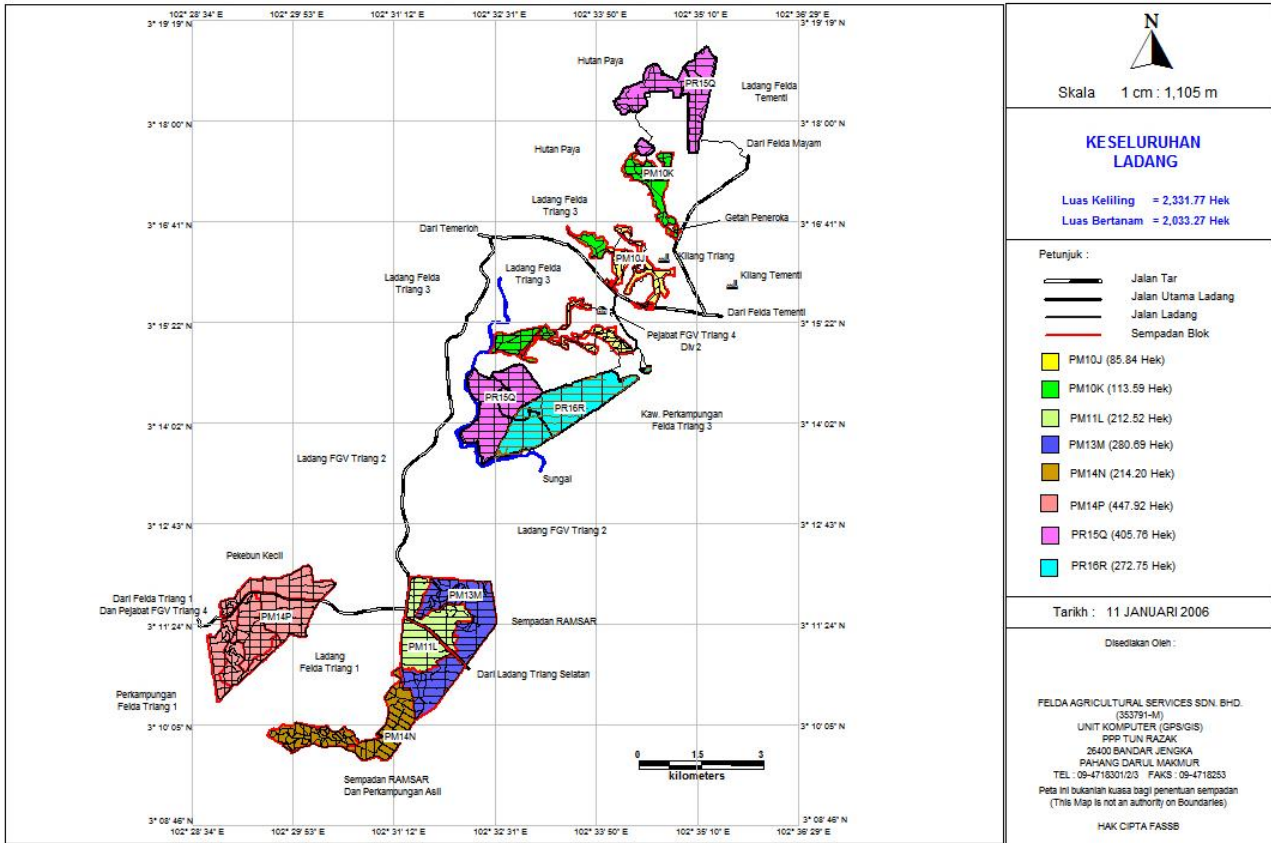 102° 28' 34" E
102° 29' 53" E
102° 31' 12" E
102° 32' 31" E
102° 33' 50" E
102° 35' 10" E
102° 36' 29" E
3° 19' 19" N
3° 19' 19" N
Hutan Paya
PR15Q
Ladang Felda
Tementi
3° 18' 00" N
3° 18' 00" N
Hutan Paya
Dari Felda Mayam
PM10K
Ladang Felda
Triang 3
Getah Peneroka
3° 16' 41" N
3° 16' 41" N
Dari Temerloh
PM10J
Kilang Triang
Ladang Felda
Triang 3
Ladang Felda
Triang 3
Kilang Tementi
Dari Felda Tementi
3° 15' 22" N
3° 15' 22" N
Pejabat FGV Triang 4
Div 2
PR15Q
PR16R
Kaw. Perkampungan
Felda Triang 3
3° 14' 02" N
3° 14' 02" N
Ladang FGV Triang 2
Sungai
3° 12' 43" N
3° 12' 43" N
Ladang FGV Triang 2
Pekebun Kecil
Dari Felda Triang 1
Dan Pejabat FGV Triang 4
PM13M
PM14P
Sempadan RAMSAR
3° 11' 24" N
3° 11' 24" N
PM11L
Ladang
Felda Triang 1
Dari Ladang Triang Selatan
Perkampungan
Felda Triang 1
3° 10' 05" N
3° 10' 05" N
PM14N
0 1.5 3
kilometers
Sempadan RAMSAR
Dan Perkampungan Asli
3° 08' 46" N
3° 08' 46" N
102° 28' 34" E
102° 29' 53" E
102° 31' 12" E
102° 32' 31" E
102° 33' 50" E
102° 35' 10" E
102° 36' 29" E
N
Skala 1 cm : 1,105 m
KESELURUHAN
LADANG
Luas Keliling = 2,331.77 Hek
Luas Bertanam = 2,033.27 Hek
Petunjuk :
Jalan Tar
Jalan Utama Ladang
Jalan Ladang
Sempadan Blok
PM10J (85.84 Hek)
PM10K (113.59 Hek)
PM11L (212.52 Hek)
PM13M (280.69 Hek)
PM14N (214.20 Hek)
PM14P (447.92 Hek)
PR15Q (405.76 Hek)
PR16R (272.75 Hek)
Tarikh : 11 JANUARI 2006
Disediakan Oleh :
FELDA AGRICULTURAL SERVICES SDN. BHD.
(353791-M)
UNIT KOMPUTER (GPS/GIS)
PPP TUN RAZAK
26400 BANDAR JENGKA
PAHANG DARUL MAKMUR
TEL : 09-4718301/2/3 FAKS : 09-4718253
Peta ini bukanlah kuasa bagi penentuan sempadan
(This Map is not an authority on Boundaries)
HAK CIPTA FASSB